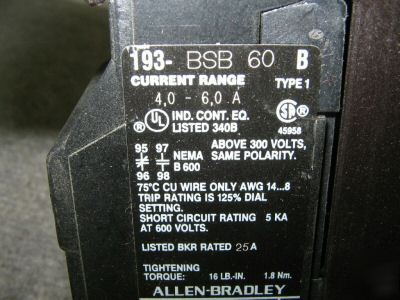 193- BSB 60 B
CURRENT RANGE TYPE 1
4.0 - 6.0 A
UL IND. CONT. EQ. SA
LISTED 340B 45958
95 97 ABOVE 300 VOLTS,
NEMA SAME POLARITY.
B 600
96 98
75°C CU WIRE ONLY AWG 14...8
TRIP RATING IS 125% DIAL
SETTING.
SHORT CIRCUIT RATING 5 KA
AT 600 VOLTS.
LISTED BKR RATED 25 A
TIGHTENING
TORQUE: 16 LB.-IN. 1.8 Nm.
ALLEN-BRADLEY